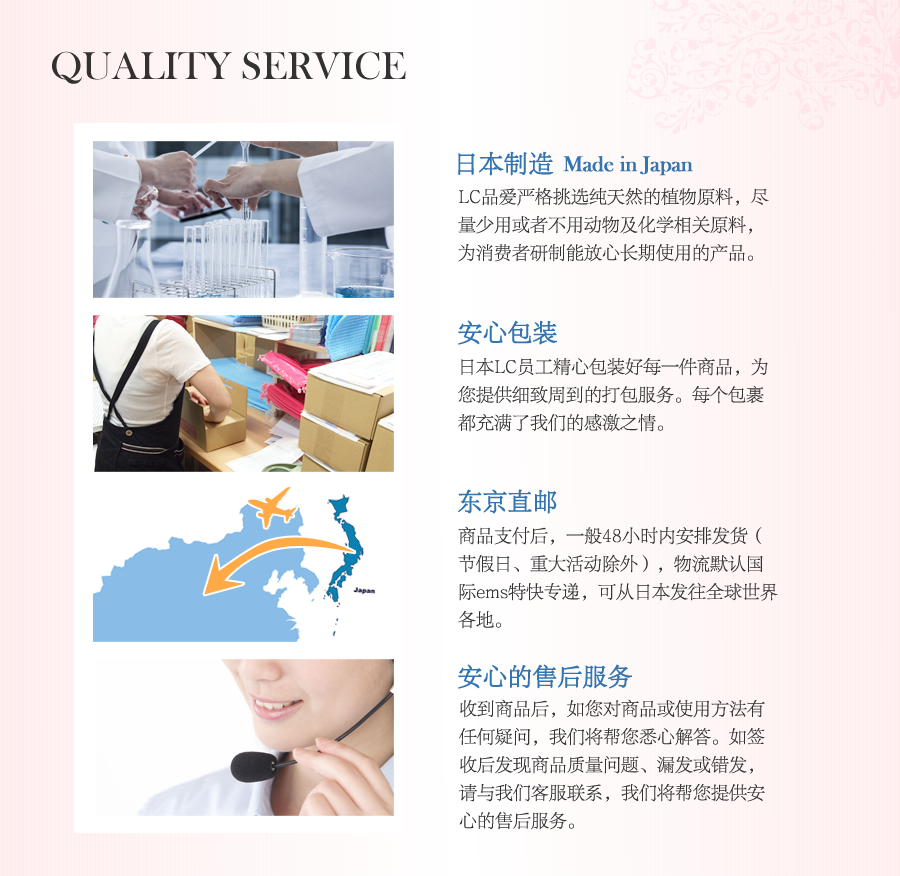 QUALITY SERVICE
日本制造 Made in Japan
LC品爱严格挑选纯天然的植物原料，尽
量少用或者不用动物及化学相关原料，
为消费者研制能放心长期使用的产品。
安心包装
日本LC员工精心包装好每一件商品，为
您提供细致周到的打包服务。每个包裹
都充满了我们的感激之情。
东京直邮
商品支付后，一般48小时内安排发货（
节假日、重大活动除外），物流默认国
际ems特快专递，可从日本发往全球世界
各地。
Japan
安心的售后服务
收到商品后，如您对商品或使用方法有
任何疑问，我们将帮您悉心解答。如签
收后发现商品质量问题、漏发或错发，
请与我们客服联系，我们将帮您提供安
心的售后服务。